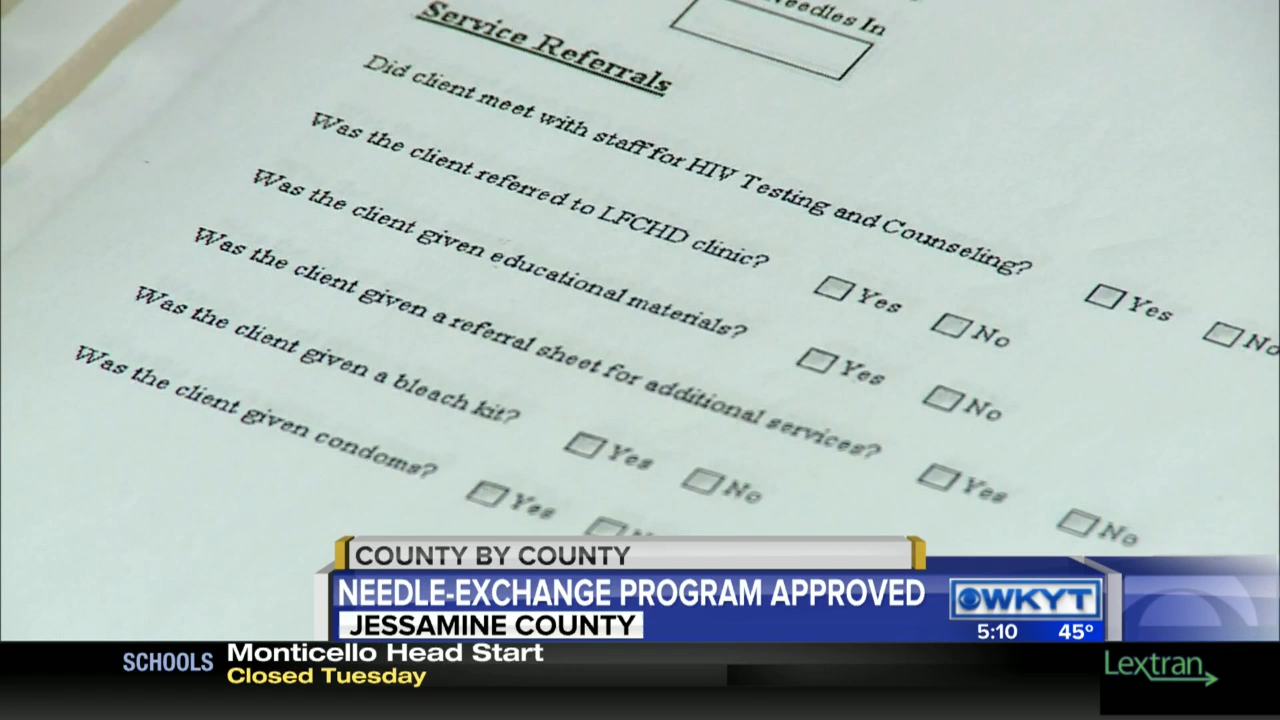 Needles In
Service Referrals
Did client meet with staff for HIV Testing and Counseling? Yes No
Was the client referred to LFCHD clinic? Yes No
Was the client given educational materials? Yes No
Was the client given a referral sheet for additional services? Yes No
Was the client given a bleach kit? Yes No
Was the client given condoms? Yes
COUNTY BY COUNTY
NEEDLE-EXCHANGE PROGRAM APPROVED
JESSAMINE COUNTY
WKYT
5:10 45°
SCHOOLS
Monticello Head Start
Closed Tuesday
Lextran